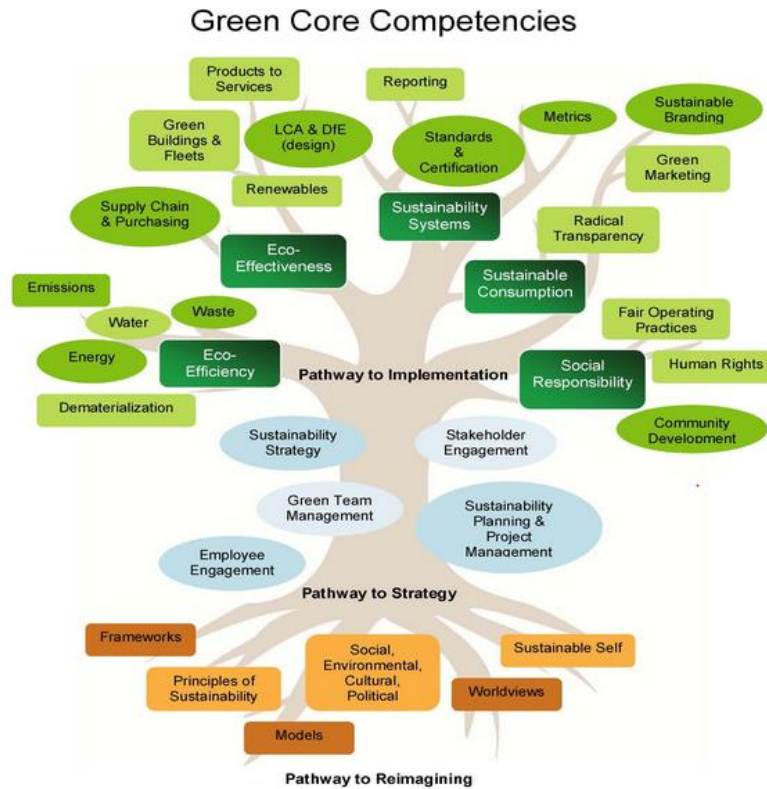 Green Core Competencies
Products to
Services
Reporting
Green
Buildings &
Fleets
LCA & DfE
(design)
Standards
&
Certification
Metrics
Sustainable
Branding
Green
Marketing
Renewables
Supply Chain
& Purchasing
Sustainability
Systems
Radical
Transparency
Eco-
Effectiveness
Sustainable
Consumption
Emissions
Water
Waste
Fair Operating
Practices
Energy
Eco-
Efficiency
Pathway to Implementation
Social
Responsibility
Human Rights
Dematerialization
Community
Development
Sustainability
Strategy
Stakeholder
Engagement
Green Team
Management
Sustainability
Planning &
Project
Management
Employee
Engagement
Pathway to Strategy
Frameworks
Social,
Environmental,
Cultural,
Political
Sustainable Self
Principles of
Sustainability
Worldviews
Models
Pathway to Reimagining